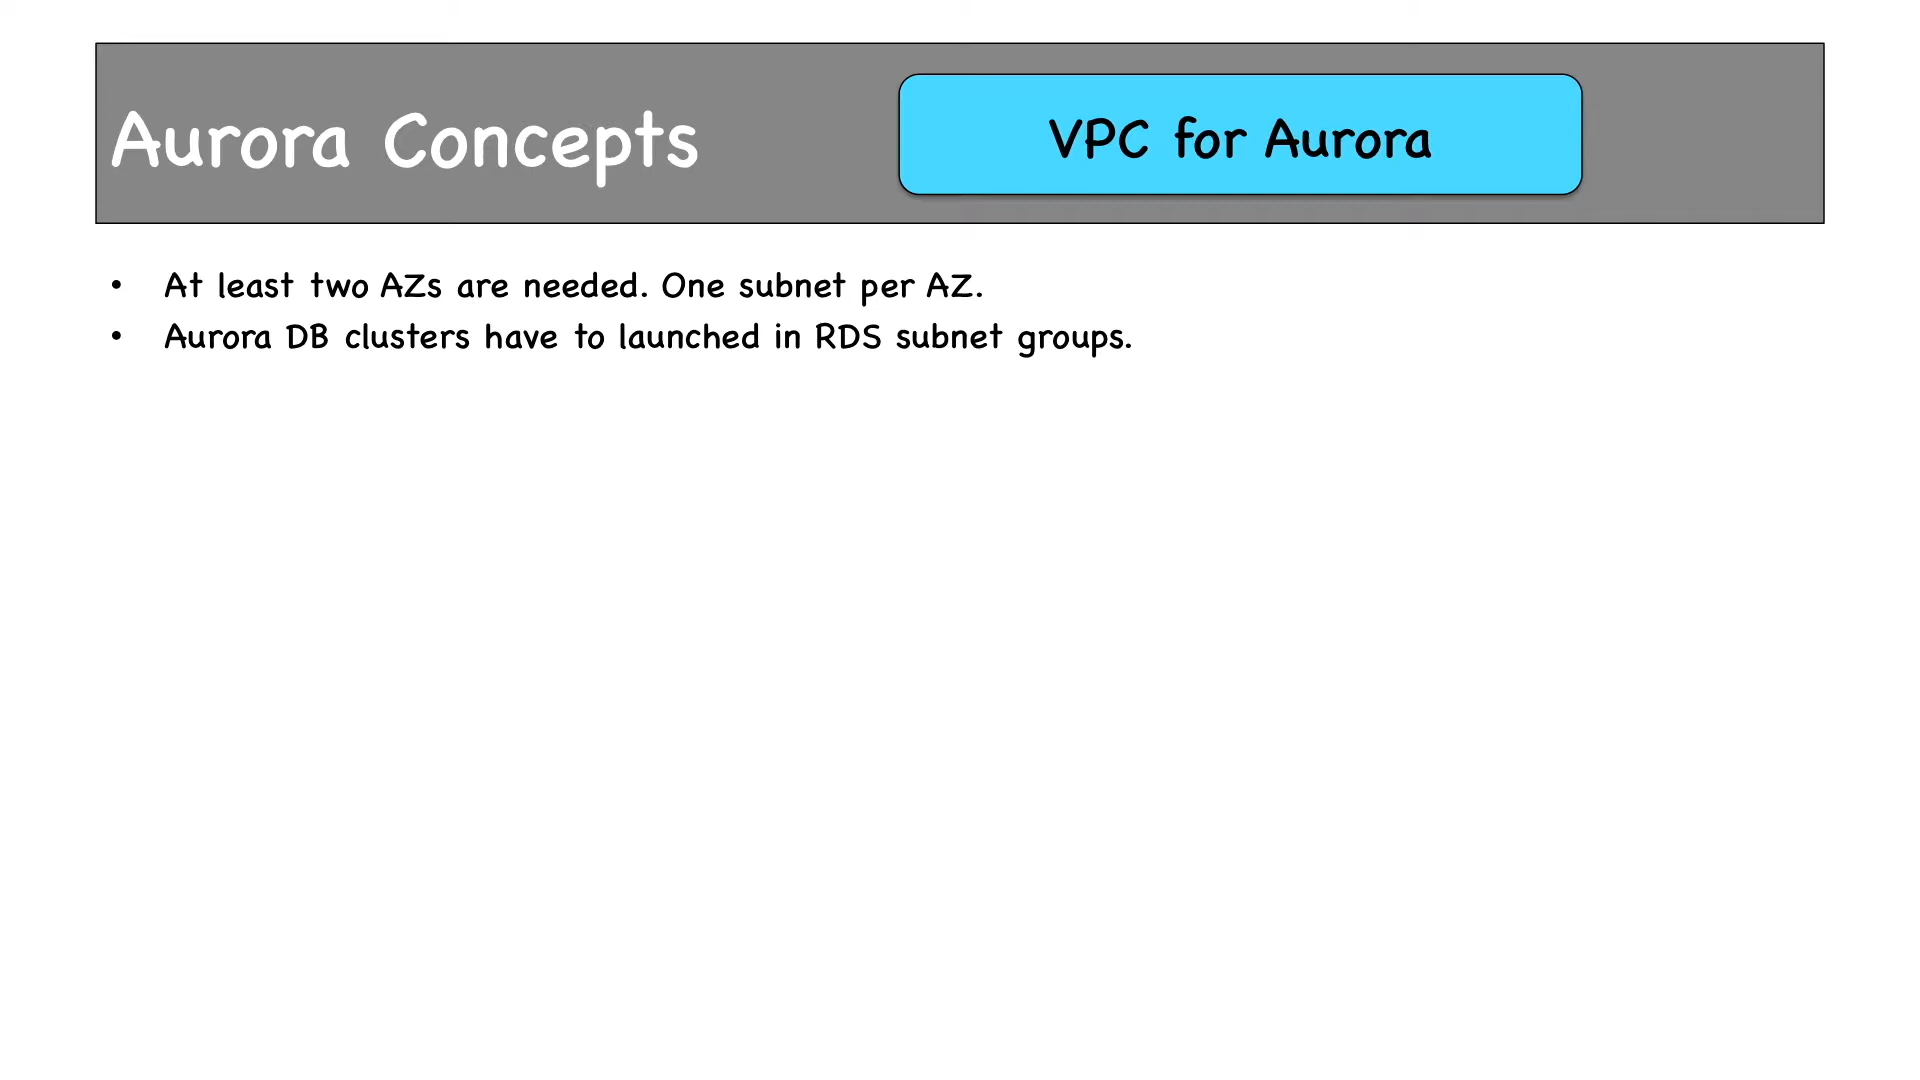 Aurora Concepts
VPC for Aurora
• At least two AZs are needed. One subnet per AZ.
• Aurora DB clusters have to launched in RDS subnet groups.